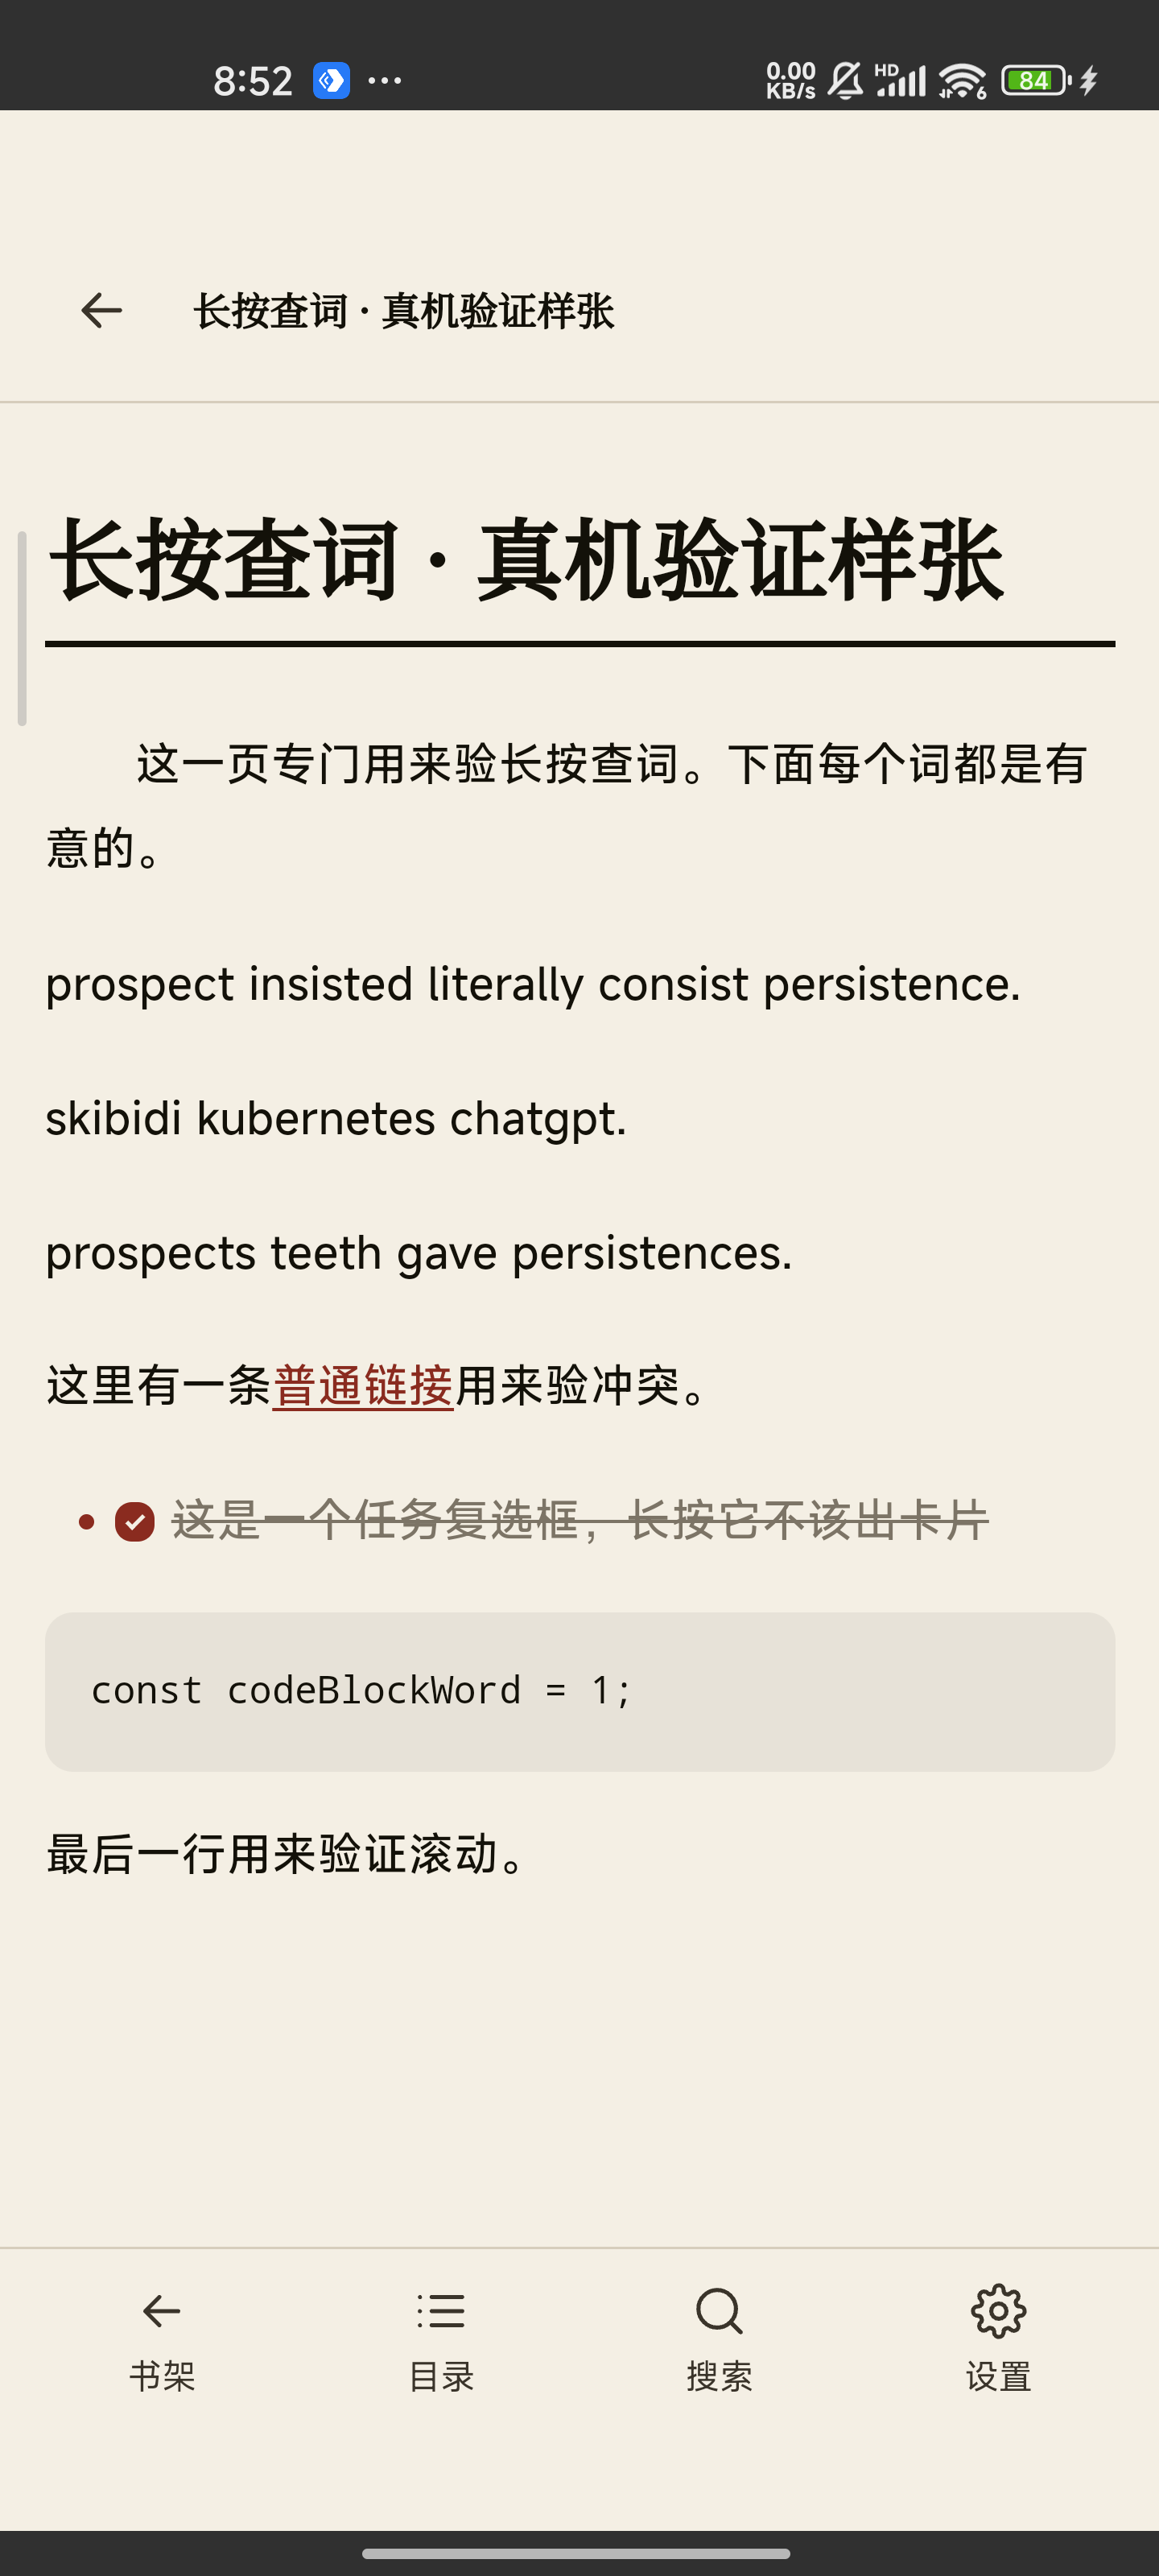 8:52
0.00
KB/s
HD
6
84
长按查词 · 真机验证样张
长按查词 · 真机验证样张
这一页专门用来验长按查词。下面每个词都是有
意的。
prospect insisted literally consist persistence.
skibidi kubernetes chatgpt.
prospects teeth gave persistences.
这里有一条普通链接用来验冲突。
这是一个任务复选框，长按它不该出卡片
const codeBlockWord = 1;
最后一行用来验证滚动。
书架 目录 搜索 设置